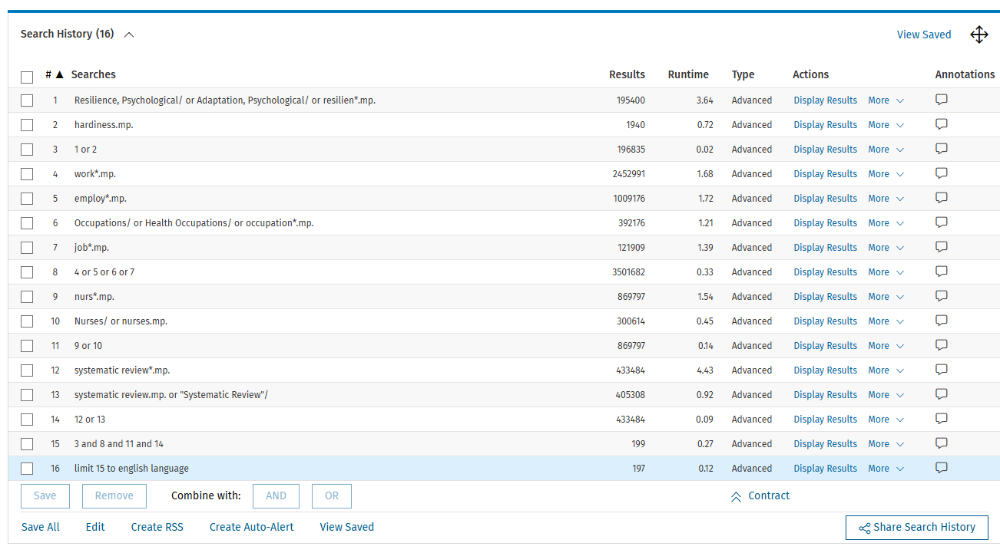 Search History (16) View Saved
# ▲ Searches Results Runtime Type Actions Annotations
1 Resilience, Psychological/ or Adaptation, Psychological/ or resilien*.mp. 195400 3.64 Advanced Display Results More
2 hardiness.mp. 1940 0.72 Advanced Display Results More
3 1 or 2 196835 0.02 Advanced Display Results More
4 work*.mp. 2452991 1.68 Advanced Display Results More
5 employ*.mp. 1009176 1.72 Advanced Display Results More
6 Occupations/ or Health Occupations/ or occupation*.mp. 392176 1.21 Advanced Display Results More
7 job*.mp. 121909 1.39 Advanced Display Results More
8 4 or 5 or 6 or 7 3501682 0.33 Advanced Display Results More
9 nurs*.mp. 869797 1.54 Advanced Display Results More
10 Nurses/ or nurses.mp. 300614 0.45 Advanced Display Results More
11 9 or 10 869797 0.14 Advanced Display Results More
12 systematic review*.mp. 433484 4.43 Advanced Display Results More
13 systematic review.mp. or "Systematic Review"/ 405308 0.92 Advanced Display Results More
14 12 or 13 433484 0.09 Advanced Display Results More
15 3 and 8 and 11 and 14 199 0.27 Advanced Display Results More
16 limit 15 to english language 197 0.12 Advanced Display Results More
Save Remove Combine with: AND OR Contract
Save All Edit Create RSS Create Auto-Alert View Saved Share Search History